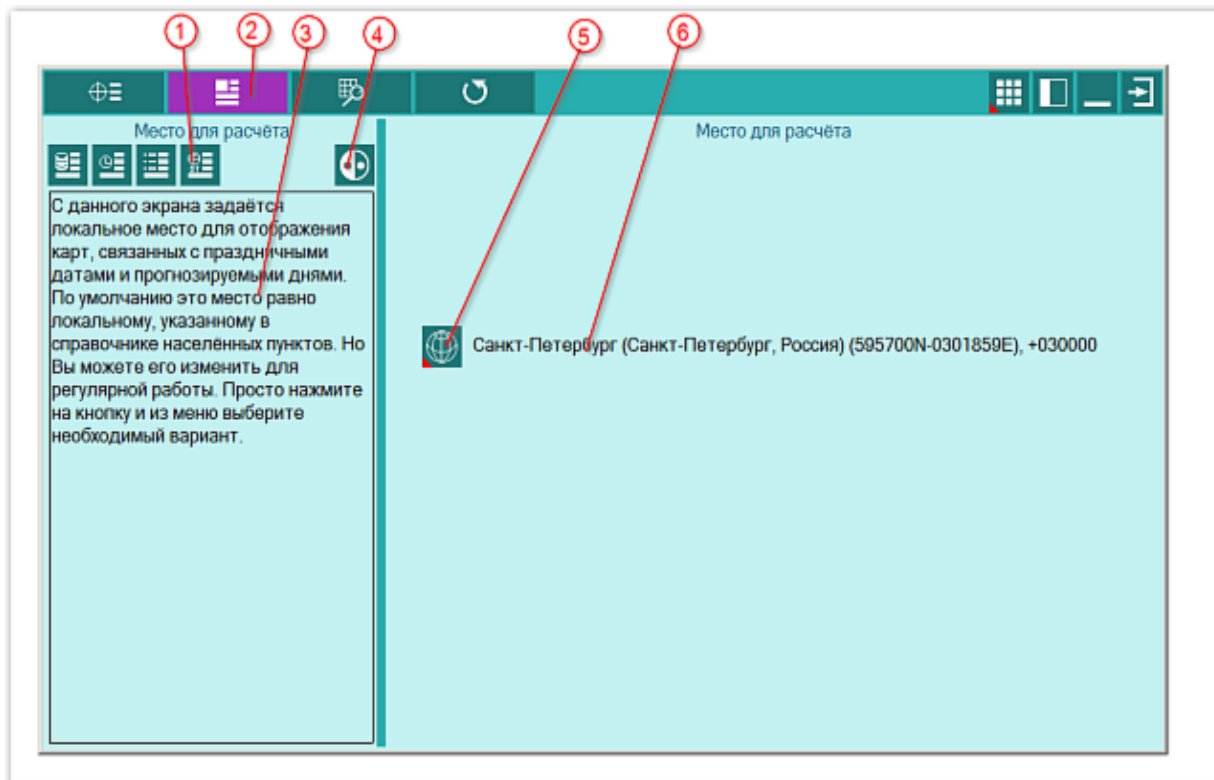 1 2 3 4 5 6
Место для расчёта
Место для расчёта
С данного экрана задаётся
локальное место для отображения
карт, связанных с праздничными
датами и прогнозируемыми днями.
По умолчанию это место равно
локальному, указанному в
справочнике населённых пунктов. Но
Вы можете его изменить для
регулярной работы. Просто нажмите
на кнопку и из меню выберите
необходимый вариант.
Санкт-Петербург (Санкт-Петербург, Россия) (595700N-0301859E), +030000